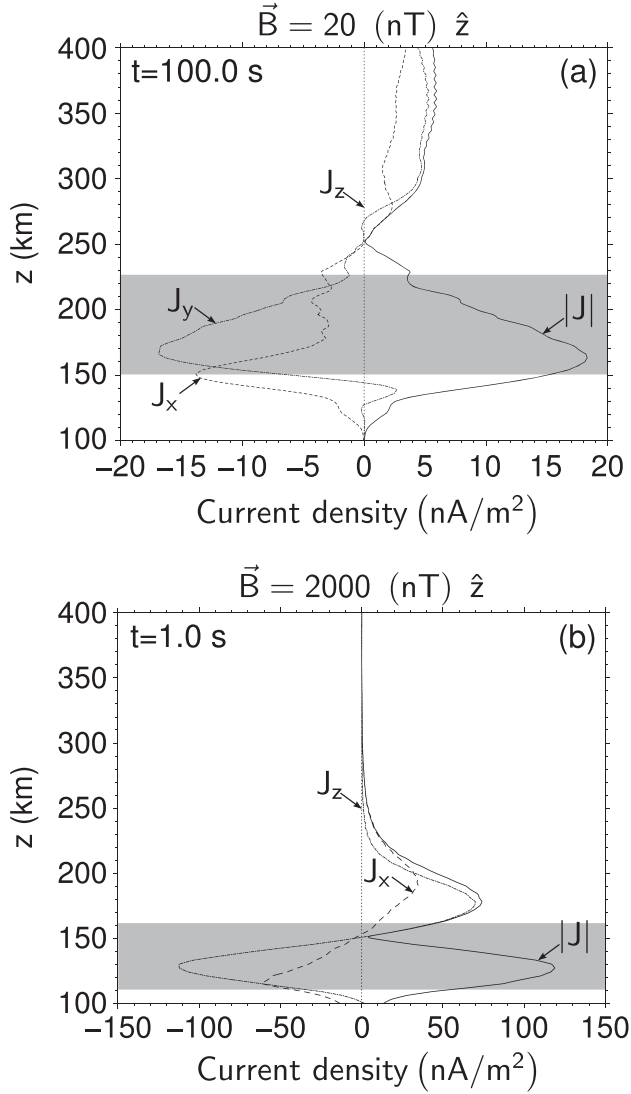 B⃗ = 20 (nT) ẑ
t=100.0 s
(a)
400
350
300
250
200
150
100
z (km)
J_z
J_y
|J|
J_x
−20 −15 −10 −5 0 5 10 15 20
Current density (nA/m²)
B⃗ = 2000 (nT) ẑ
t=1.0 s
(b)
400
350
300
250
200
150
100
z (km)
J_z
J_x
|J|
−150 −100 −50 0 50 100 150
Current density (nA/m²)